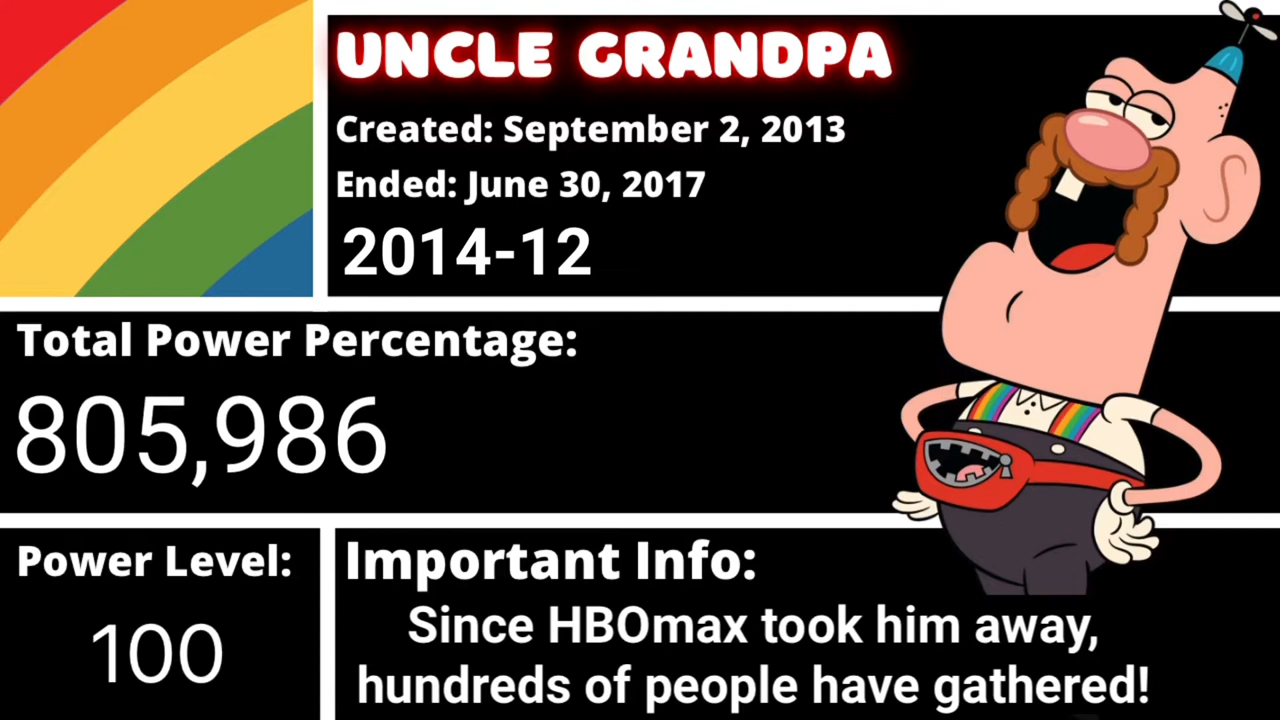 UNCLE GRANDPA
Created: September 2, 2013
Ended: June 30, 2017
2014-12
Total Power Percentage:
805,986
Power Level:
100
Important Info:
Since HBOmax took him away,
hundreds of people have gathered!